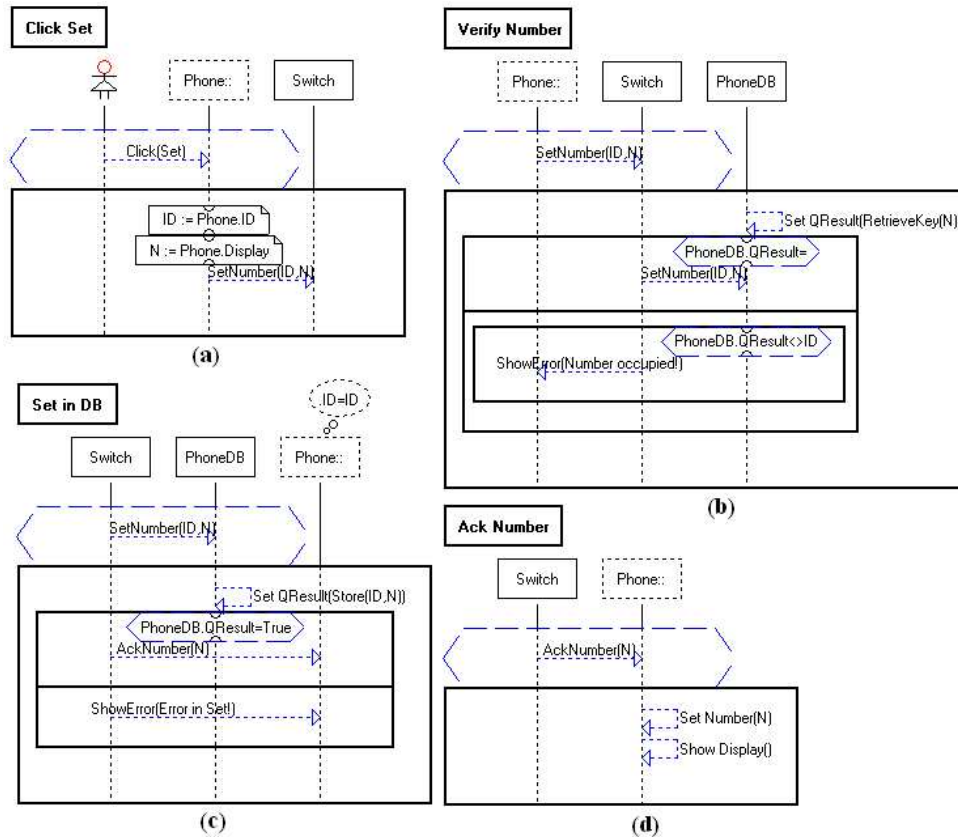 Click Set
Phone::
Switch
Click(Set)
ID := Phone.ID
N := Phone.Display
SetNumber(ID,N)
(a)
Verify Number
Phone::
Switch
PhoneDB
SetNumber(ID,N)
Set QResult(RetrieveKey(N)
PhoneDB.QResult=
SetNumber(ID,N)
PhoneDB.QResult<>ID
ShowError(Number occupied!)
(b)
Set in DB
.ID=ID
Switch
PhoneDB
Phone::
SetNumber(ID,N)
Set QResult(Store(ID,N))
PhoneDB.QResult=True
AckNumber(N)
ShowError(Error in Set!)
(c)
Ack Number
Switch
Phone::
AckNumber(N)
Set Number(N)
Show Display()
(d)